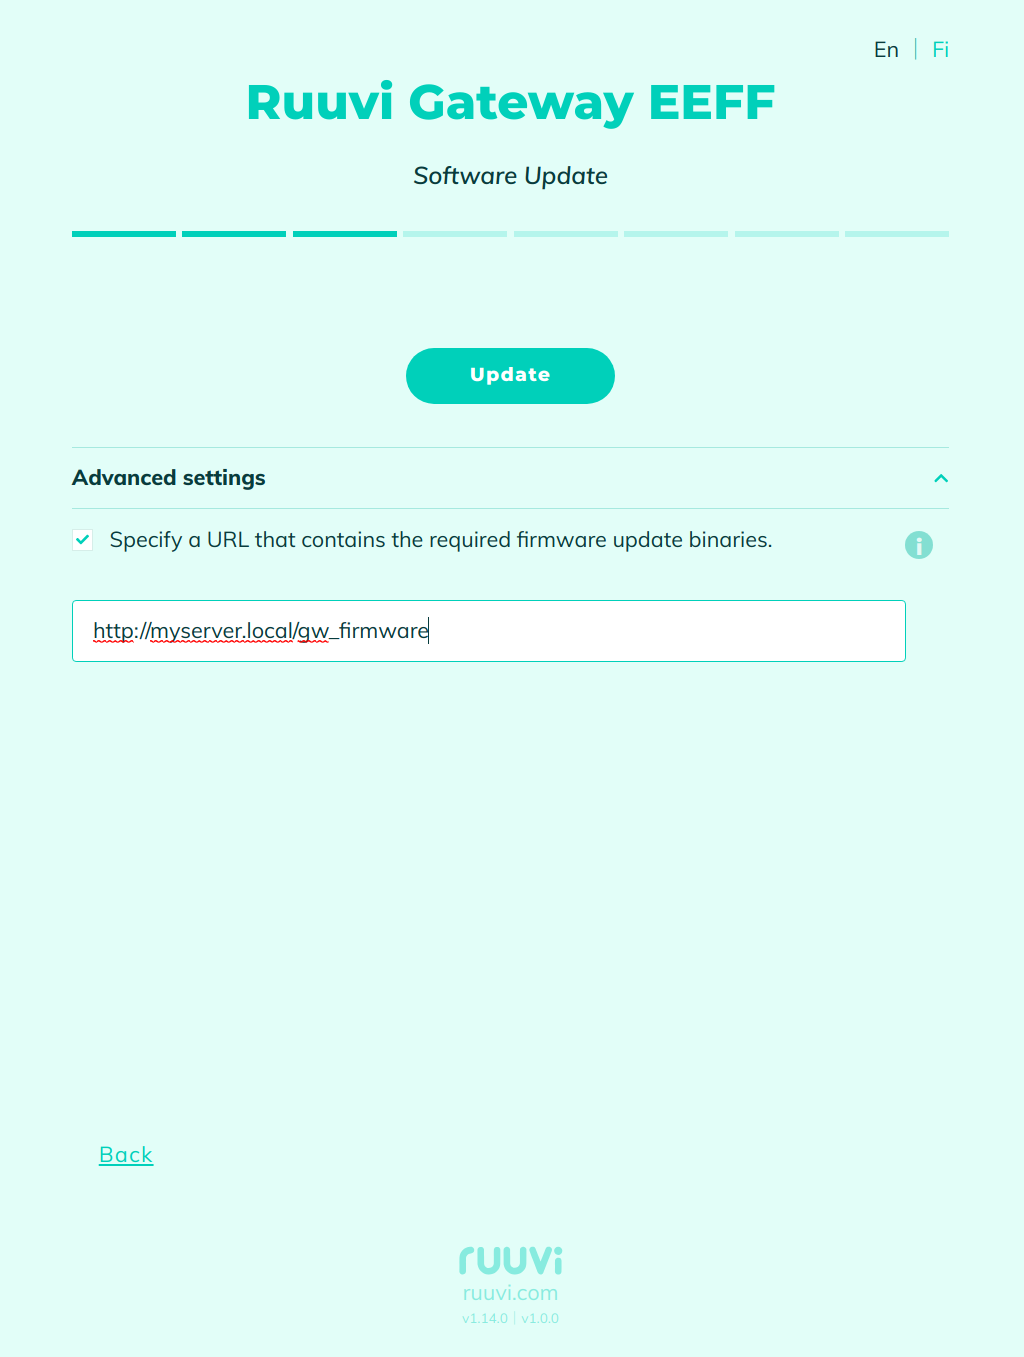 En | Fi
Ruuvi Gateway EEFF
Software Update
Update
Advanced settings
Specify a URL that contains the required firmware update binaries.
http://myserver.local/gw_firmware
Back
ruuvi
ruuvi.com
v1.14.0 | v1.0.0